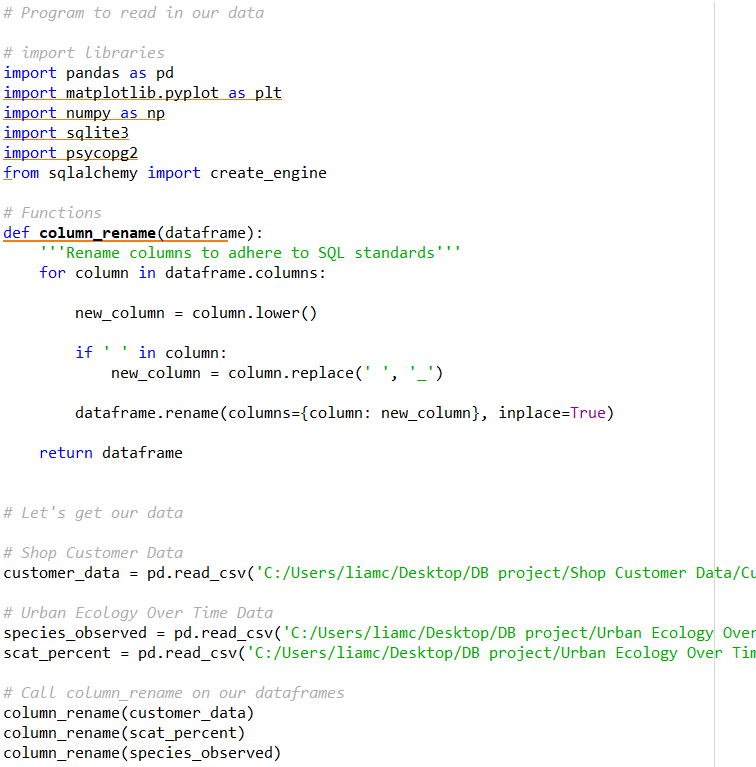 # Program to read in our data
# import libraries
import pandas as pd
import matplotlib.pyplot as plt
import numpy as np
import sqlite3
import psycopg2
from sqlalchemy import create_engine
# Functions
def column_rename(dataframe):
    '''Rename columns to adhere to SQL standards'''
    for column in dataframe.columns:
        new_column = column.lower()
        if ' ' in column:
            new_column = column.replace(' ', '_')
        dataframe.rename(columns={column: new_column}, inplace=True)
    return dataframe
# Let's get our data
# Shop Customer Data
customer_data = pd.read_csv('C:/Users/liamc/Desktop/DB project/Shop Customer Data/Cu
# Urban Ecology Over Time Data
species_observed = pd.read_csv('C:/Users/liamc/Desktop/DB project/Urban Ecology Over
scat_percent = pd.read_csv('C:/Users/liamc/Desktop/DB project/Urban Ecology Over Tim
# Call column_rename on our dataframes
column_rename(customer_data)
column_rename(scat_percent)
column_rename(species_observed)